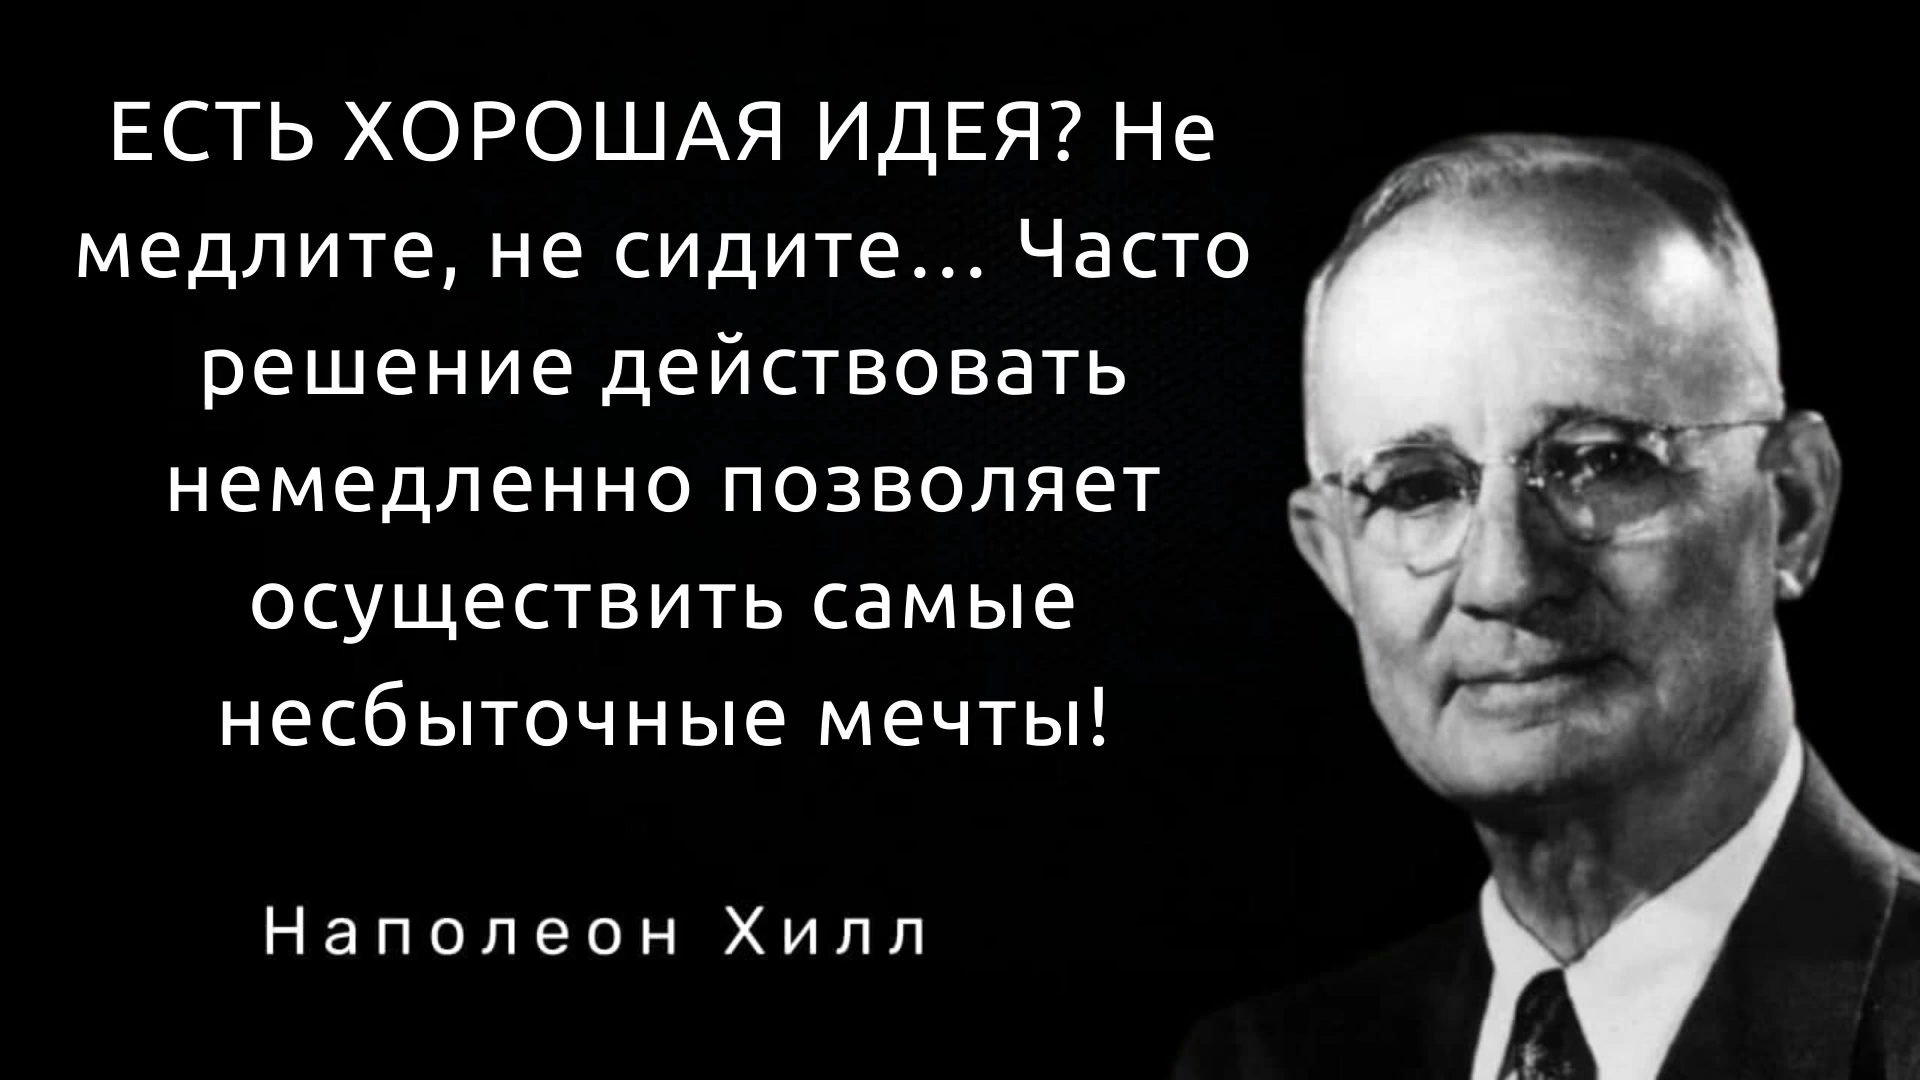 ЕСТЬ ХОРОШАЯ ИДЕЯ? Не
медлите, не сидите... Часто
решение действовать
немедленно позволяет
осуществить самые
несбыточные мечты!
Наполеон Хилл